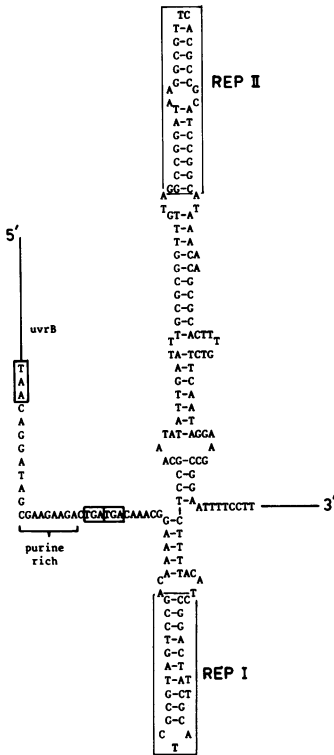 TC
T-A
G-C
C-G
G-C
G-C
A G
A C
T-A
A-T
G-C
C-G
G-C
C-G
GG-C
REP II
A A
T T
GT-A
T-A
T-A
G-CA
G-CA
C-G
G-C
C-G
G-C
T-ACTT
T T
TA-TCTG
A-T
G-C
T-A
T-A
A-T
TAT-AGGA
A A
ACG-CCG
C-G
C-G
T A
ATTTTCCTT
3'
5'
uvrB
T
A
A
C
A
G
G
A
T
A
G
CGAAGAAGACTGATGACAAACG
purine
rich
G-C
A-T
A-T
A-T
A-TACA
C T
A
G-CC
C-G
C-G
T-A
G-C
A-T
T-AT
G-CT
C-G
G-C
C A
T
REP I